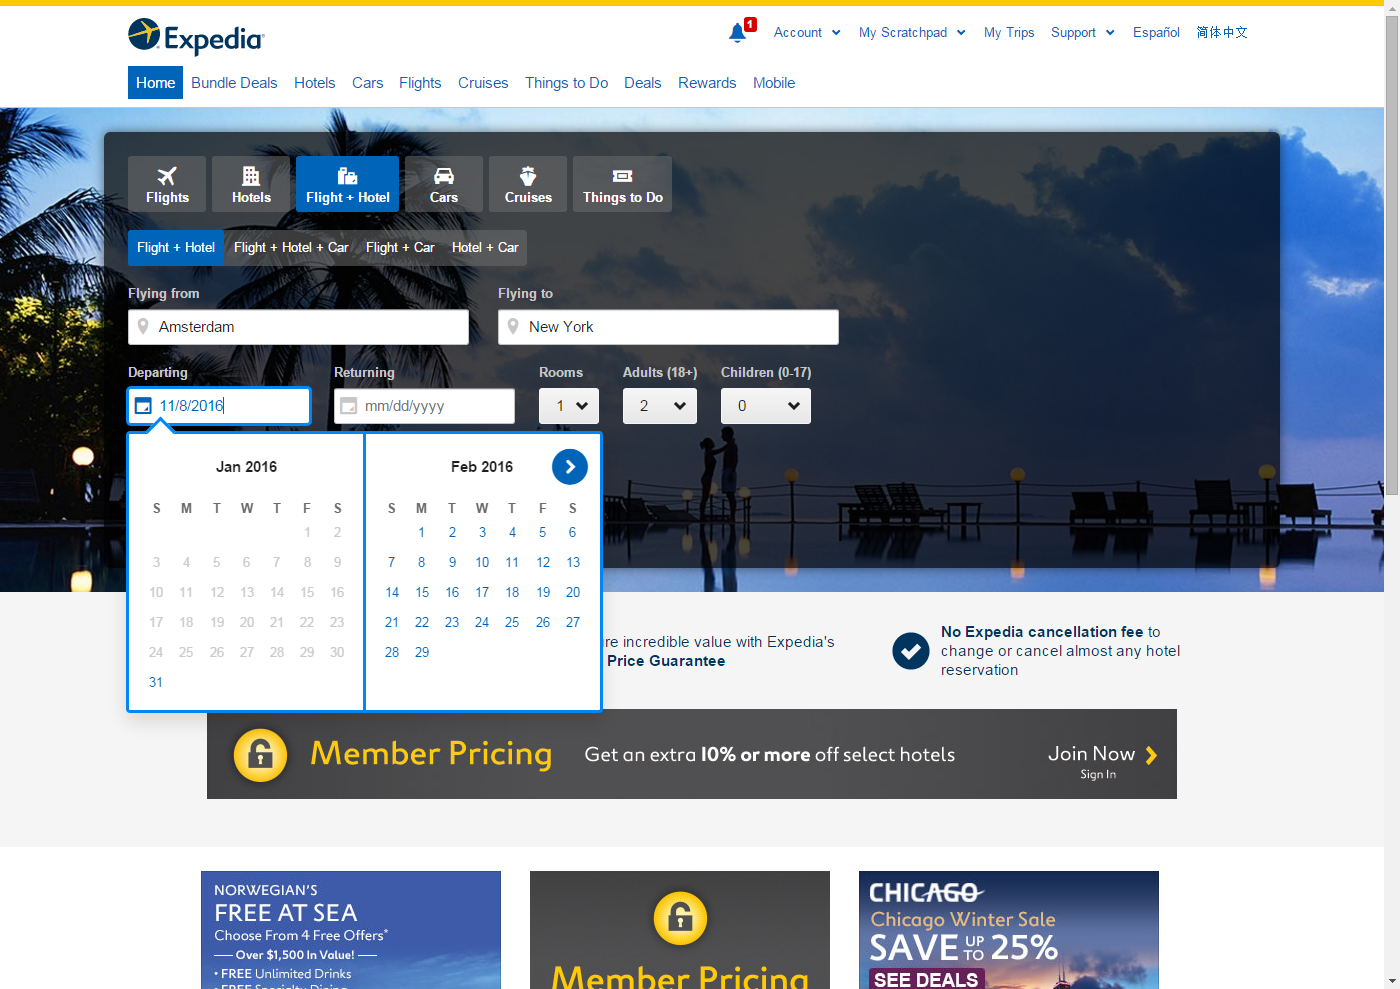 Expedia
1
Account
My Scratchpad
My Trips
Support
Español
简体中文
Home
Bundle Deals
Hotels
Cars
Flights
Cruises
Things to Do
Deals
Rewards
Mobile
Flights
Hotels
Flight + Hotel
Cars
Cruises
Things to Do
Flight + Hotel
Flight + Hotel + Car
Flight + Car
Hotel + Car
Flying from
Flying to
Amsterdam
New York
Departing
Returning
Rooms
Adults (18+)
Children (0-17)
11/8/2016
mm/dd/yyyy
1
2
0
Jan 2016
S M T W T F S
1 2
3 4 5 6 7 8 9
10 11 12 13 14 15 16
17 18 19 20 21 22 23
24 25 26 27 28 29 30
31
Feb 2016
S M T W T F S
1 2 3 4 5 6
7 8 9 10 11 12 13
14 15 16 17 18 19 20
21 22 23 24 25 26 27
28 29
incredible value with Expedia's
Price Guarantee
No Expedia cancellation fee to
change or cancel almost any hotel
reservation
Member Pricing
Get an extra 10% or more off select hotels
Join Now
Sign In
NORWEGIAN'S
FREE AT SEA
Choose From 4 Free Offers*
Over $1,500 In Value!
• FREE Unlimited Drinks
• FREE Specialty Dining
Member Pricing
CHICAGO
Chicago Winter Sale
SAVE UP TO 25%
SEE DEALS